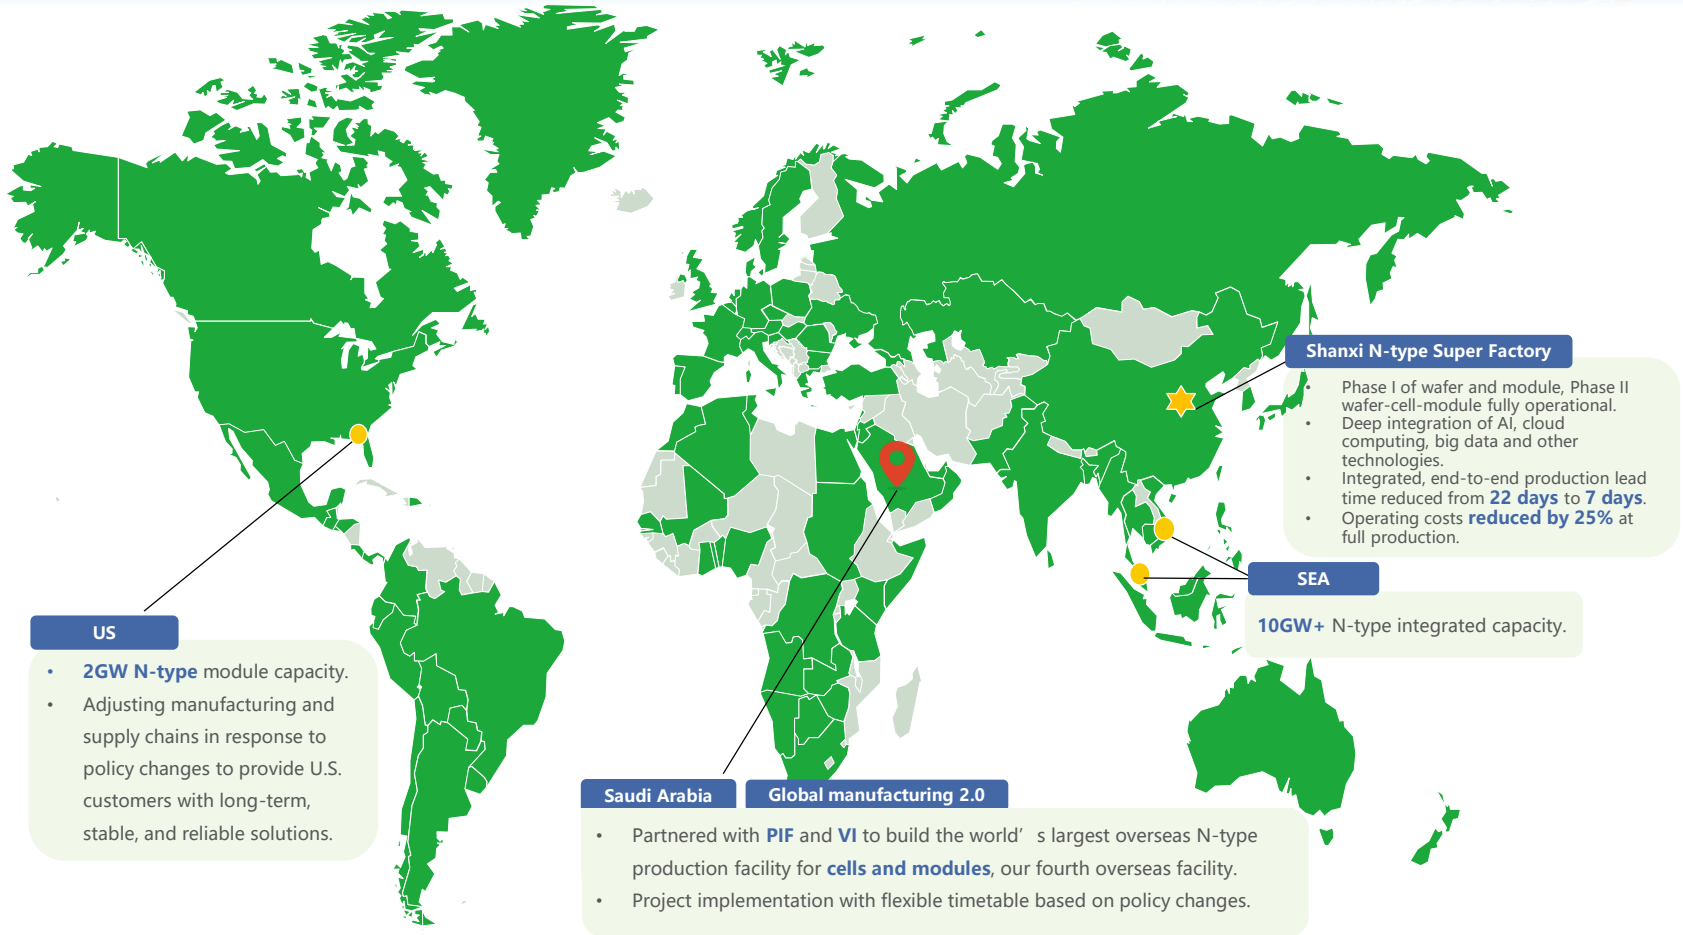 Shanxi N-type Super Factory
• Phase I of wafer and module, Phase II
wafer-cell-module fully operational.
• Deep integration of AI, cloud
computing, big data and other
technologies.
• Integrated, end-to-end production lead
time reduced from 22 days to 7 days.
• Operating costs reduced by 25% at
full production.
SEA
10GW+ N-type integrated capacity.
US
• 2GW N-type module capacity.
• Adjusting manufacturing and
supply chains in response to
policy changes to provide U.S.
customers with long-term,
stable, and reliable solutions.
Saudi Arabia
Global manufacturing 2.0
• Partnered with PIF and VI to build the world’ s largest overseas N-type
production facility for cells and modules, our fourth overseas facility.
• Project implementation with flexible timetable based on policy changes.